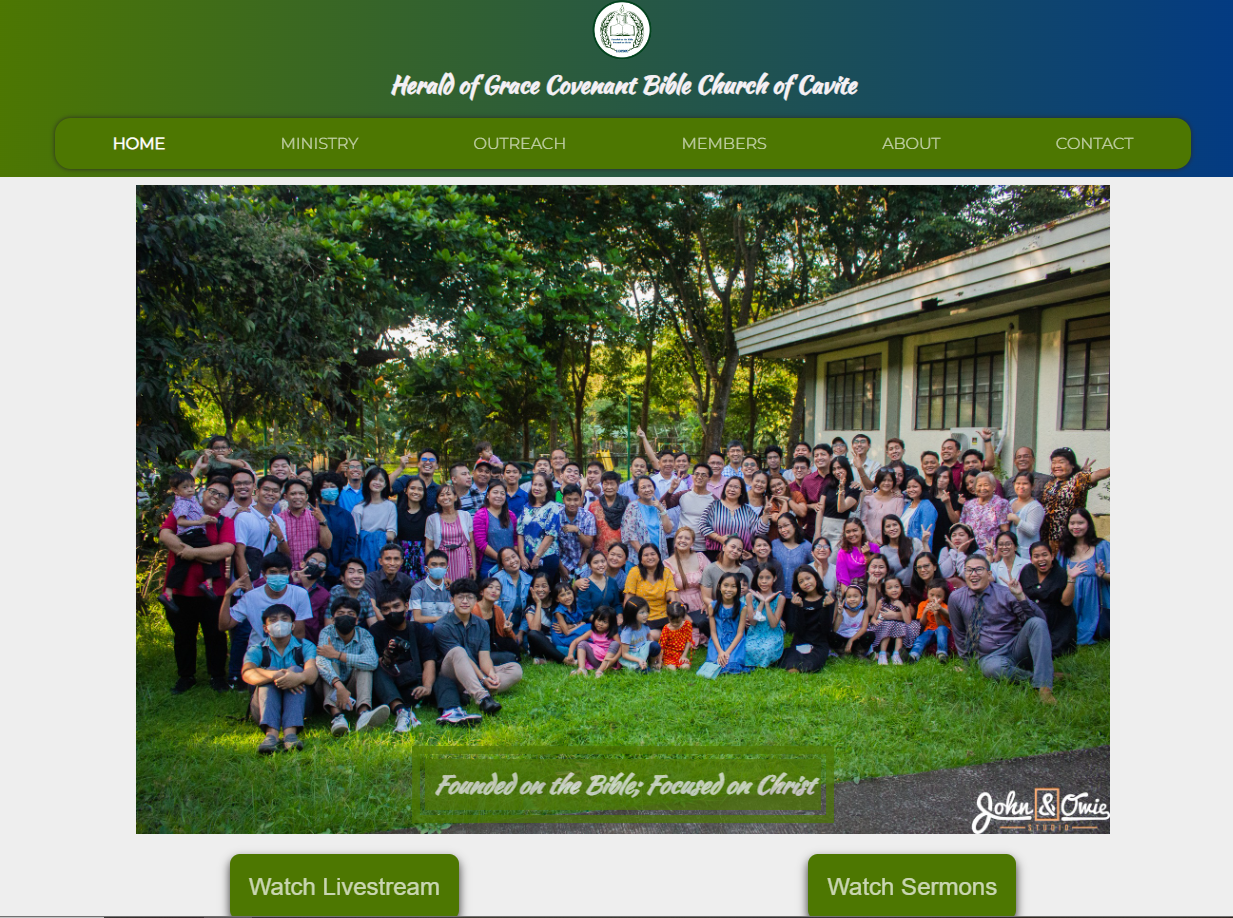 Herald of Grace Covenant Bible Church of Cavite
HOME MINISTRY OUTREACH MEMBERS ABOUT CONTACT
Founded on the Bible; Focused on Christ
John & Owie
STUDIO
Watch Livestream Watch Sermons